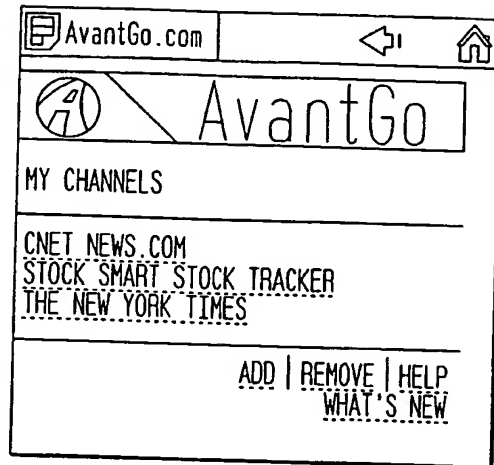 AvantGo.com
AvantGo
MY CHANNELS
CNET NEWS.COM
STOCK SMART STOCK TRACKER
THE NEW YORK TIMES
ADD | REMOVE | HELP
WHAT'S NEW